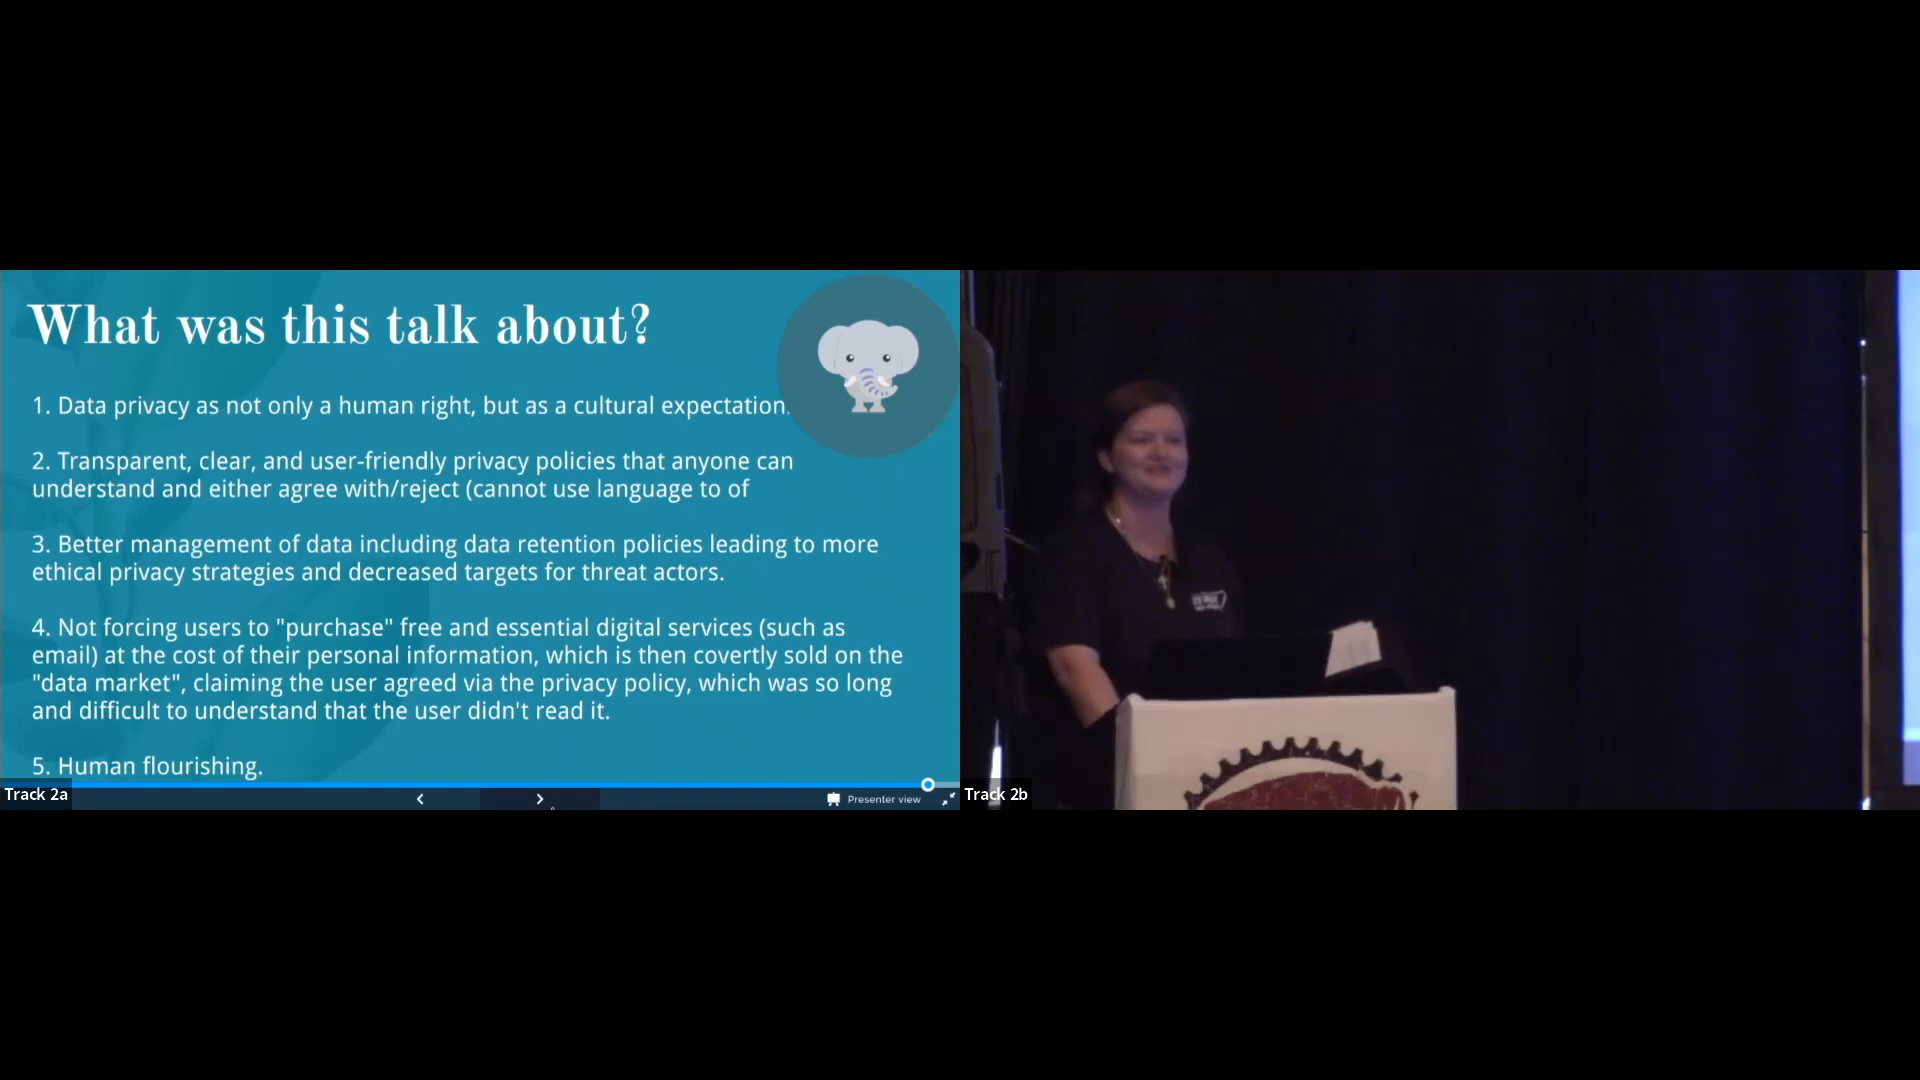 What was this talk about?
1. Data privacy as not only a human right, but as a cultural expectation.
2. Transparent, clear, and user-friendly privacy policies that anyone can
understand and either agree with/reject (cannot use language to of
3. Better management of data including data retention policies leading to more
ethical privacy strategies and decreased targets for threat actors.
4. Not forcing users to "purchase" free and essential digital services (such as
email) at the cost of their personal information, which is then covertly sold on the
"data market", claiming the user agreed via the privacy policy, which was so long
and difficult to understand that the user didn't read it.
5. Human flourishing.
Track 2a
Presenter view
Track 2b